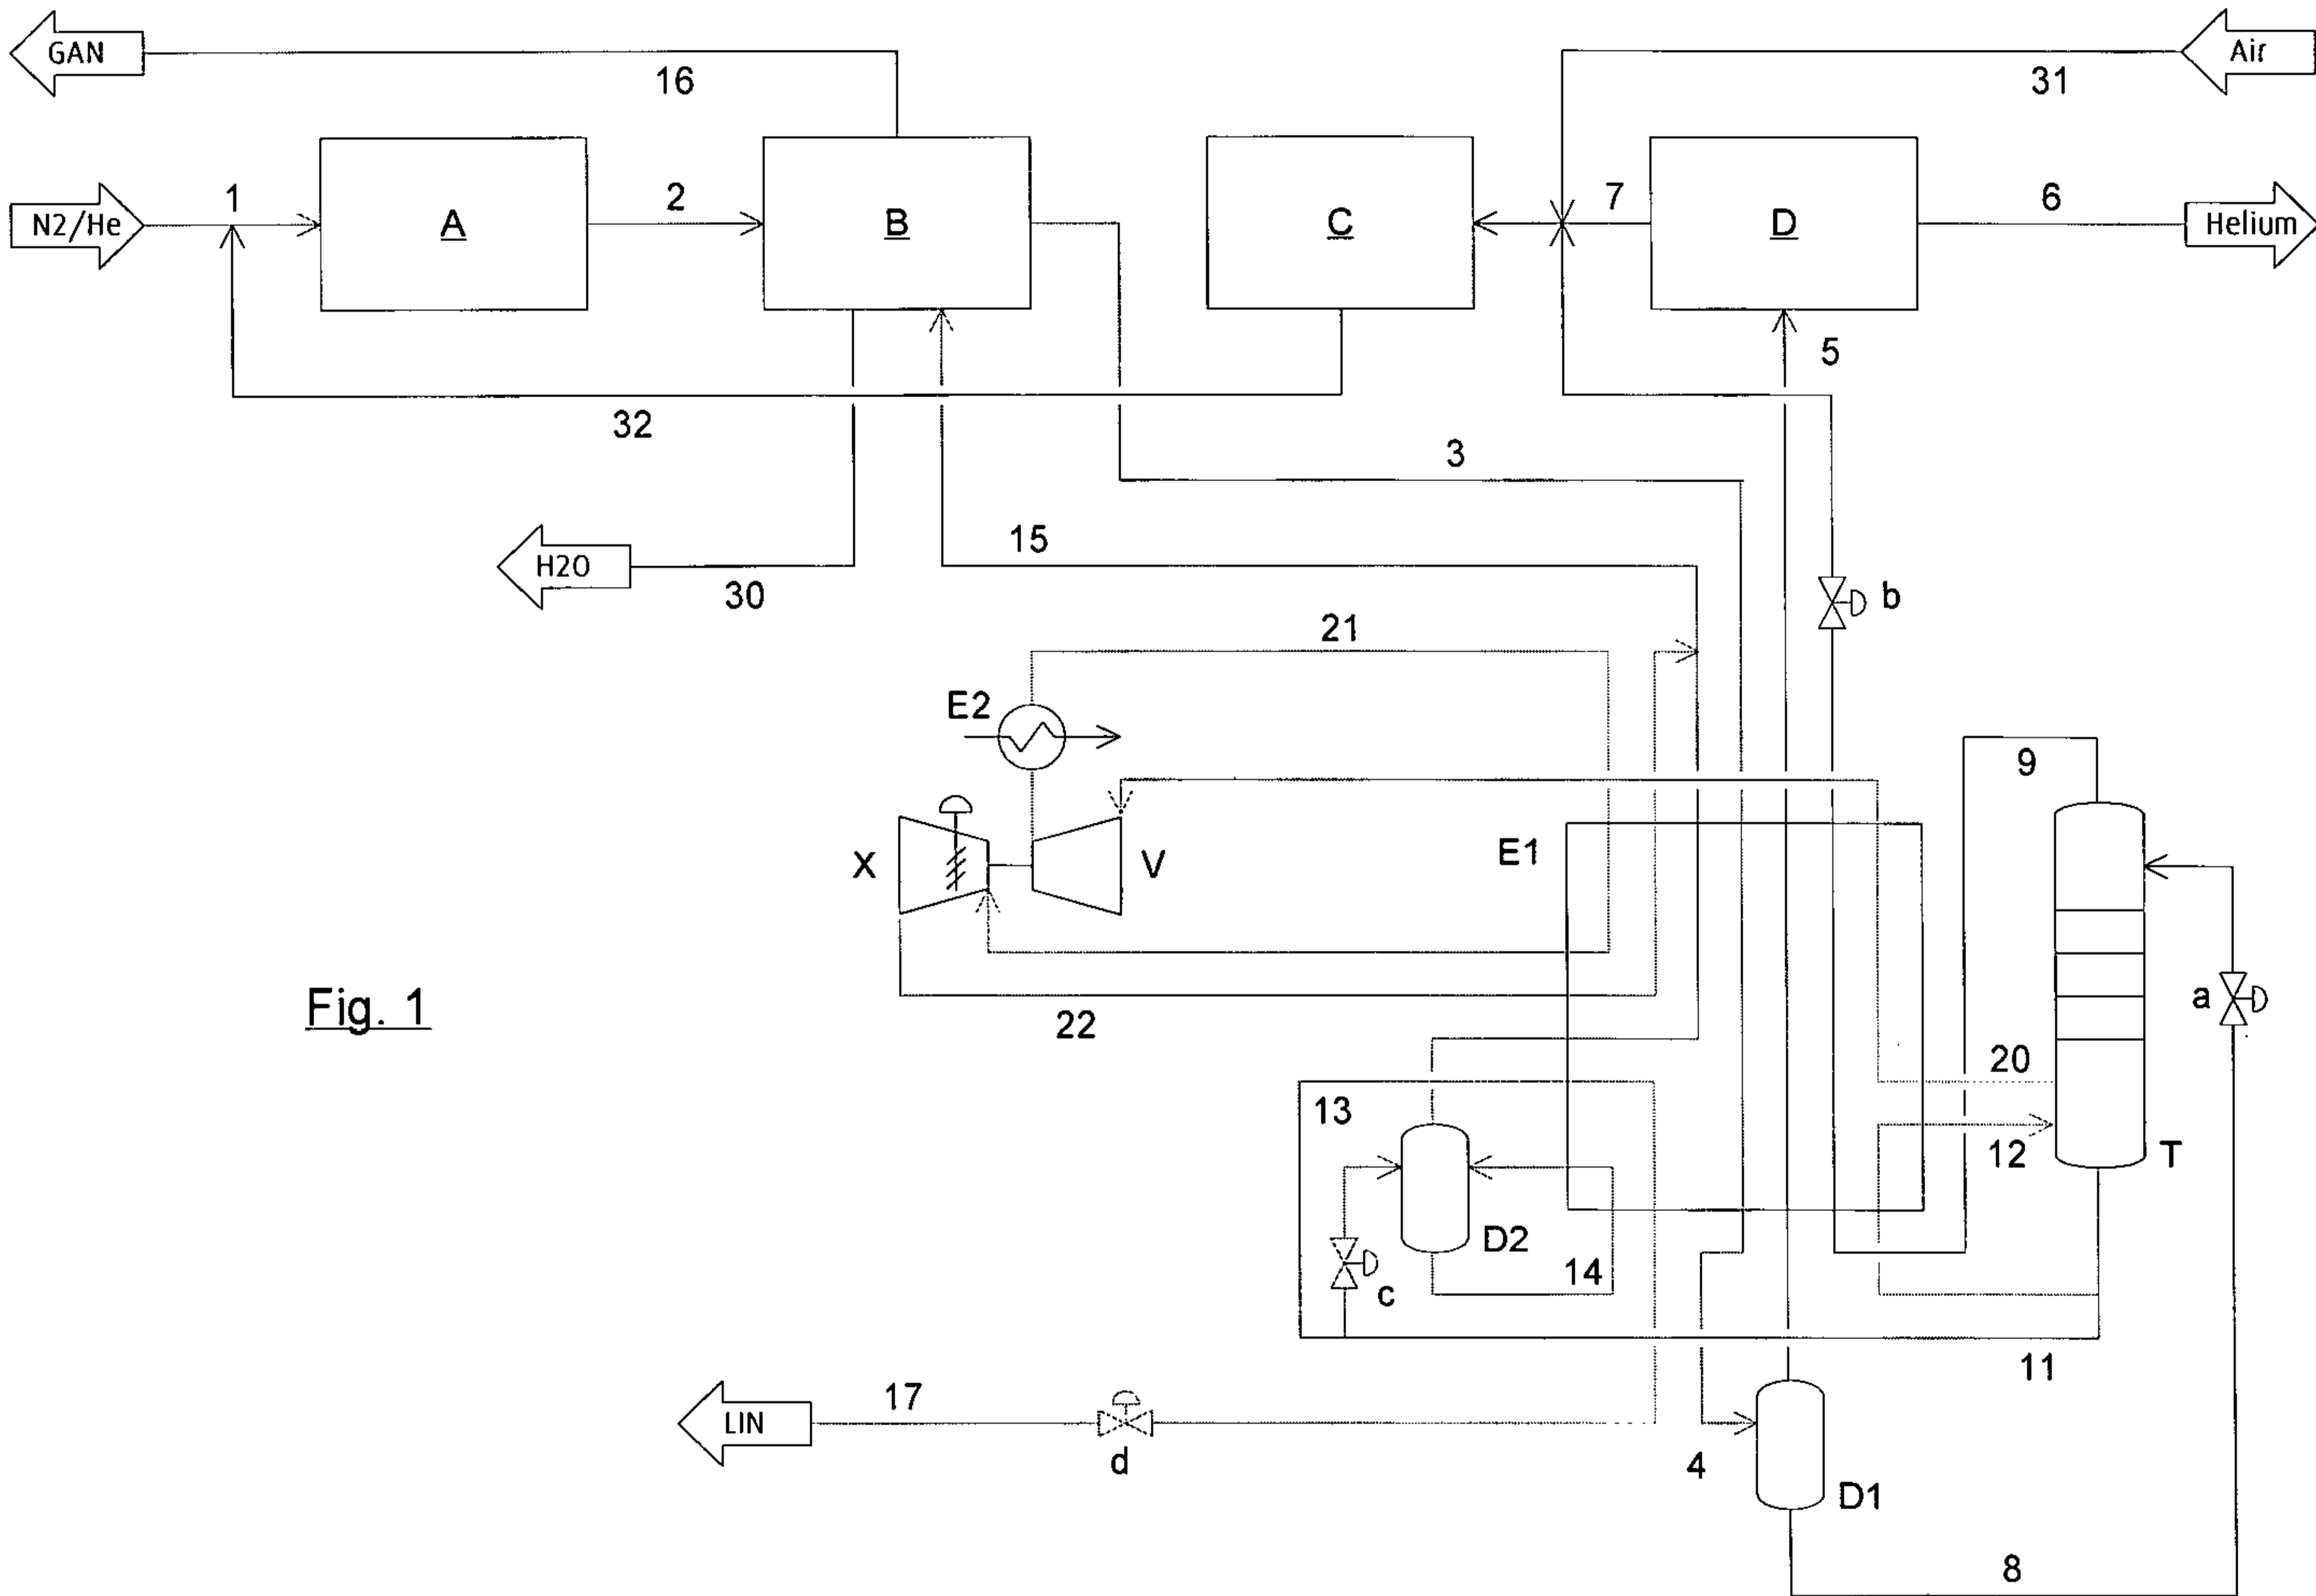 GAN
16
31
Air
N2/He
1
A
2
B
C
7
D
6
Helium
5
32
3
15
H2O
30
b
21
E2
9
X
V
E1
Fig. 1
22
a
20
13
12
T
D2
14
c
11
LIN
17
d
4
D1
8